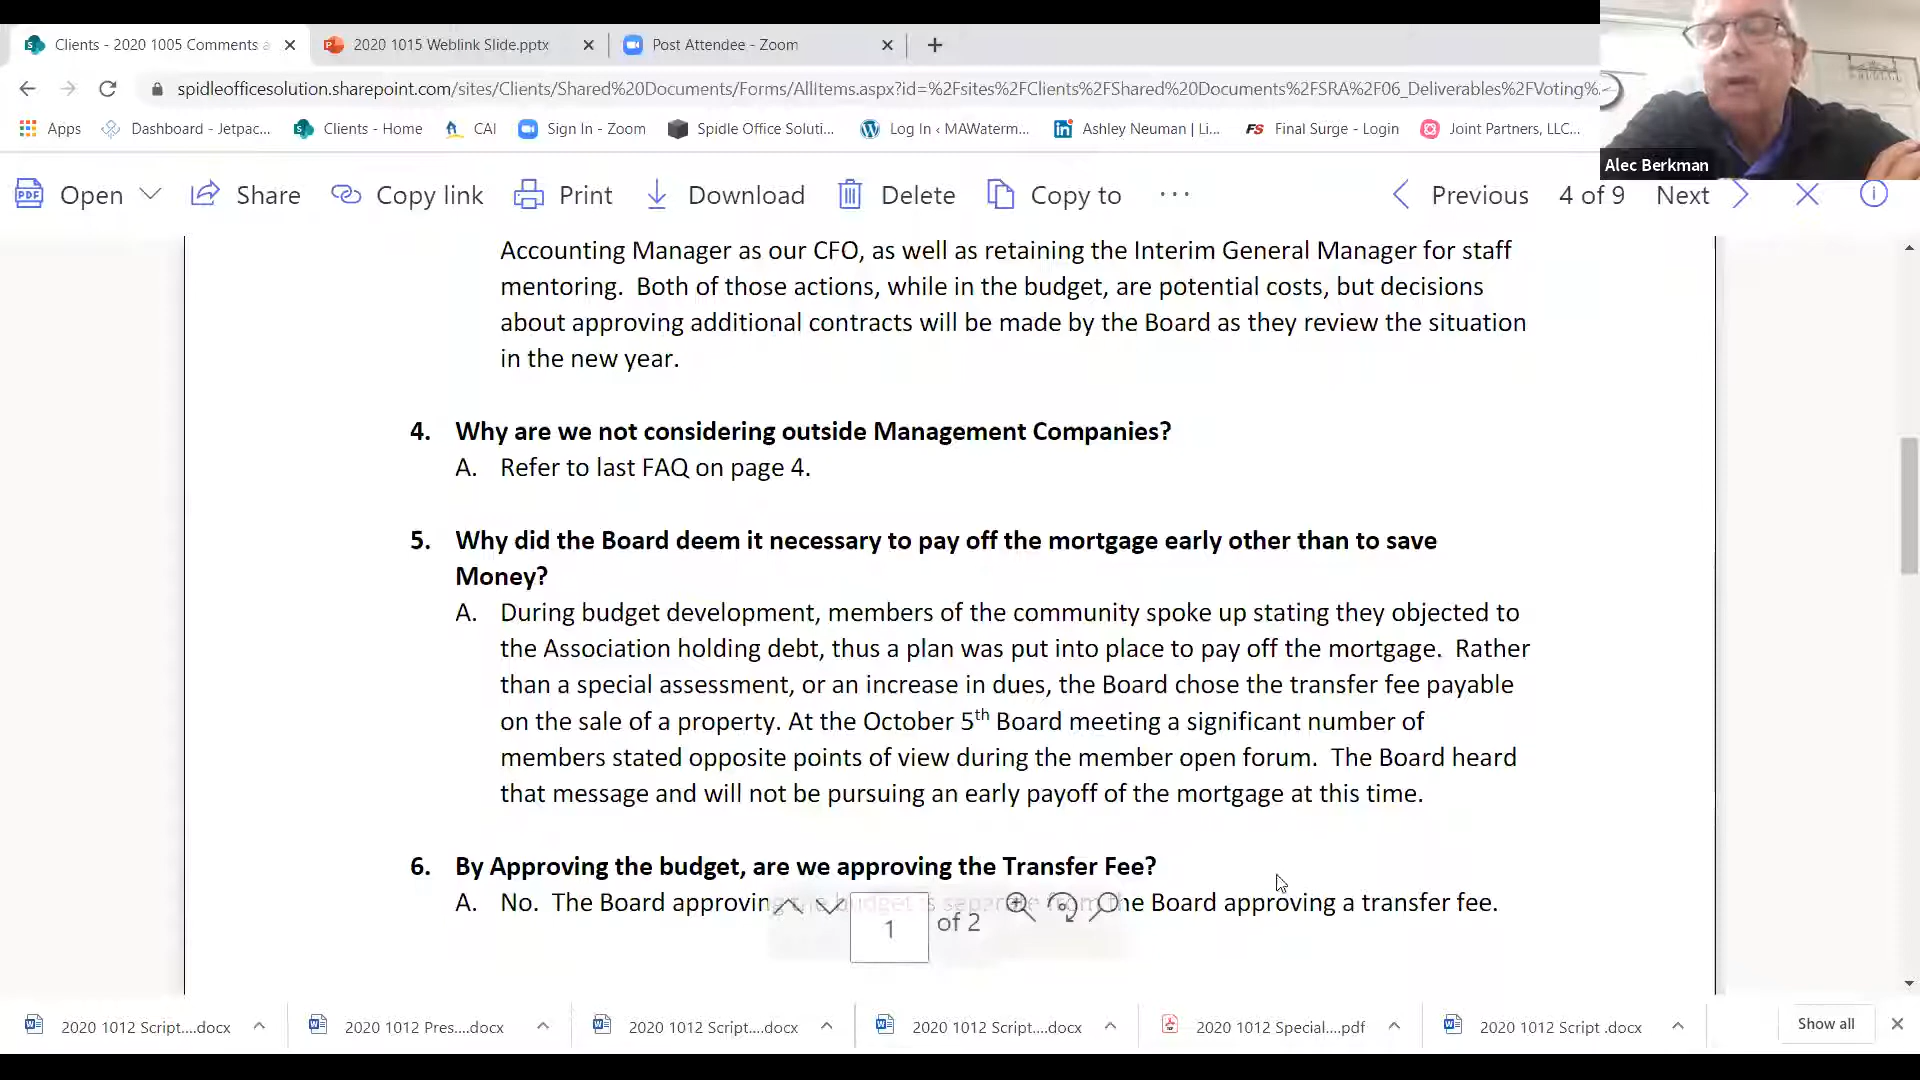 Clients - 2020 1005 Comments a
2020 1015 Weblink Slide.pptx
Post Attendee - Zoom
spidleofficesolution.sharepoint.com/sites/Clients/Shared%20Documents/Forms/AllItems.aspx?id=%2Fsites%2FClients%2FShared%20Documents%2FSRA%2F06_Deliverables%2FVoting%
Apps
Dashboard - Jetpac...
Clients - Home
CAI
Sign In - Zoom
Spidle Office Soluti...
Log In ‹ MAWaterm...
Ashley Neuman | Li...
FS Final Surge - Login
Joint Partners, LLC...
Alec Berkman
PDF Open
Share
Copy link
Print
Download
Delete
Copy to
...
Previous
4 of 9
Next
Accounting Manager as our CFO, as well as retaining the Interim General Manager for staff
mentoring. Both of those actions, while in the budget, are potential costs, but decisions
about approving additional contracts will be made by the Board as they review the situation
in the new year.
4. Why are we not considering outside Management Companies?
A. Refer to last FAQ on page 4.
5. Why did the Board deem it necessary to pay off the mortgage early other than to save
Money?
A. During budget development, members of the community spoke up stating they objected to
the Association holding debt, thus a plan was put into place to pay off the mortgage. Rather
than a special assessment, or an increase in dues, the Board chose the transfer fee payable
on the sale of a property. At the October 5th Board meeting a significant number of
members stated opposite points of view during the member open forum. The Board heard
that message and will not be pursuing an early payoff of the mortgage at this time.
6. By Approving the budget, are we approving the Transfer Fee?
A. No. The Board approving the budget is separate from the Board approving a transfer fee.
1 of 2
2020 1012 Script....docx
2020 1012 Pres....docx
2020 1012 Script....docx
2020 1012 Script....docx
2020 1012 Special....pdf
2020 1012 Script .docx
Show all